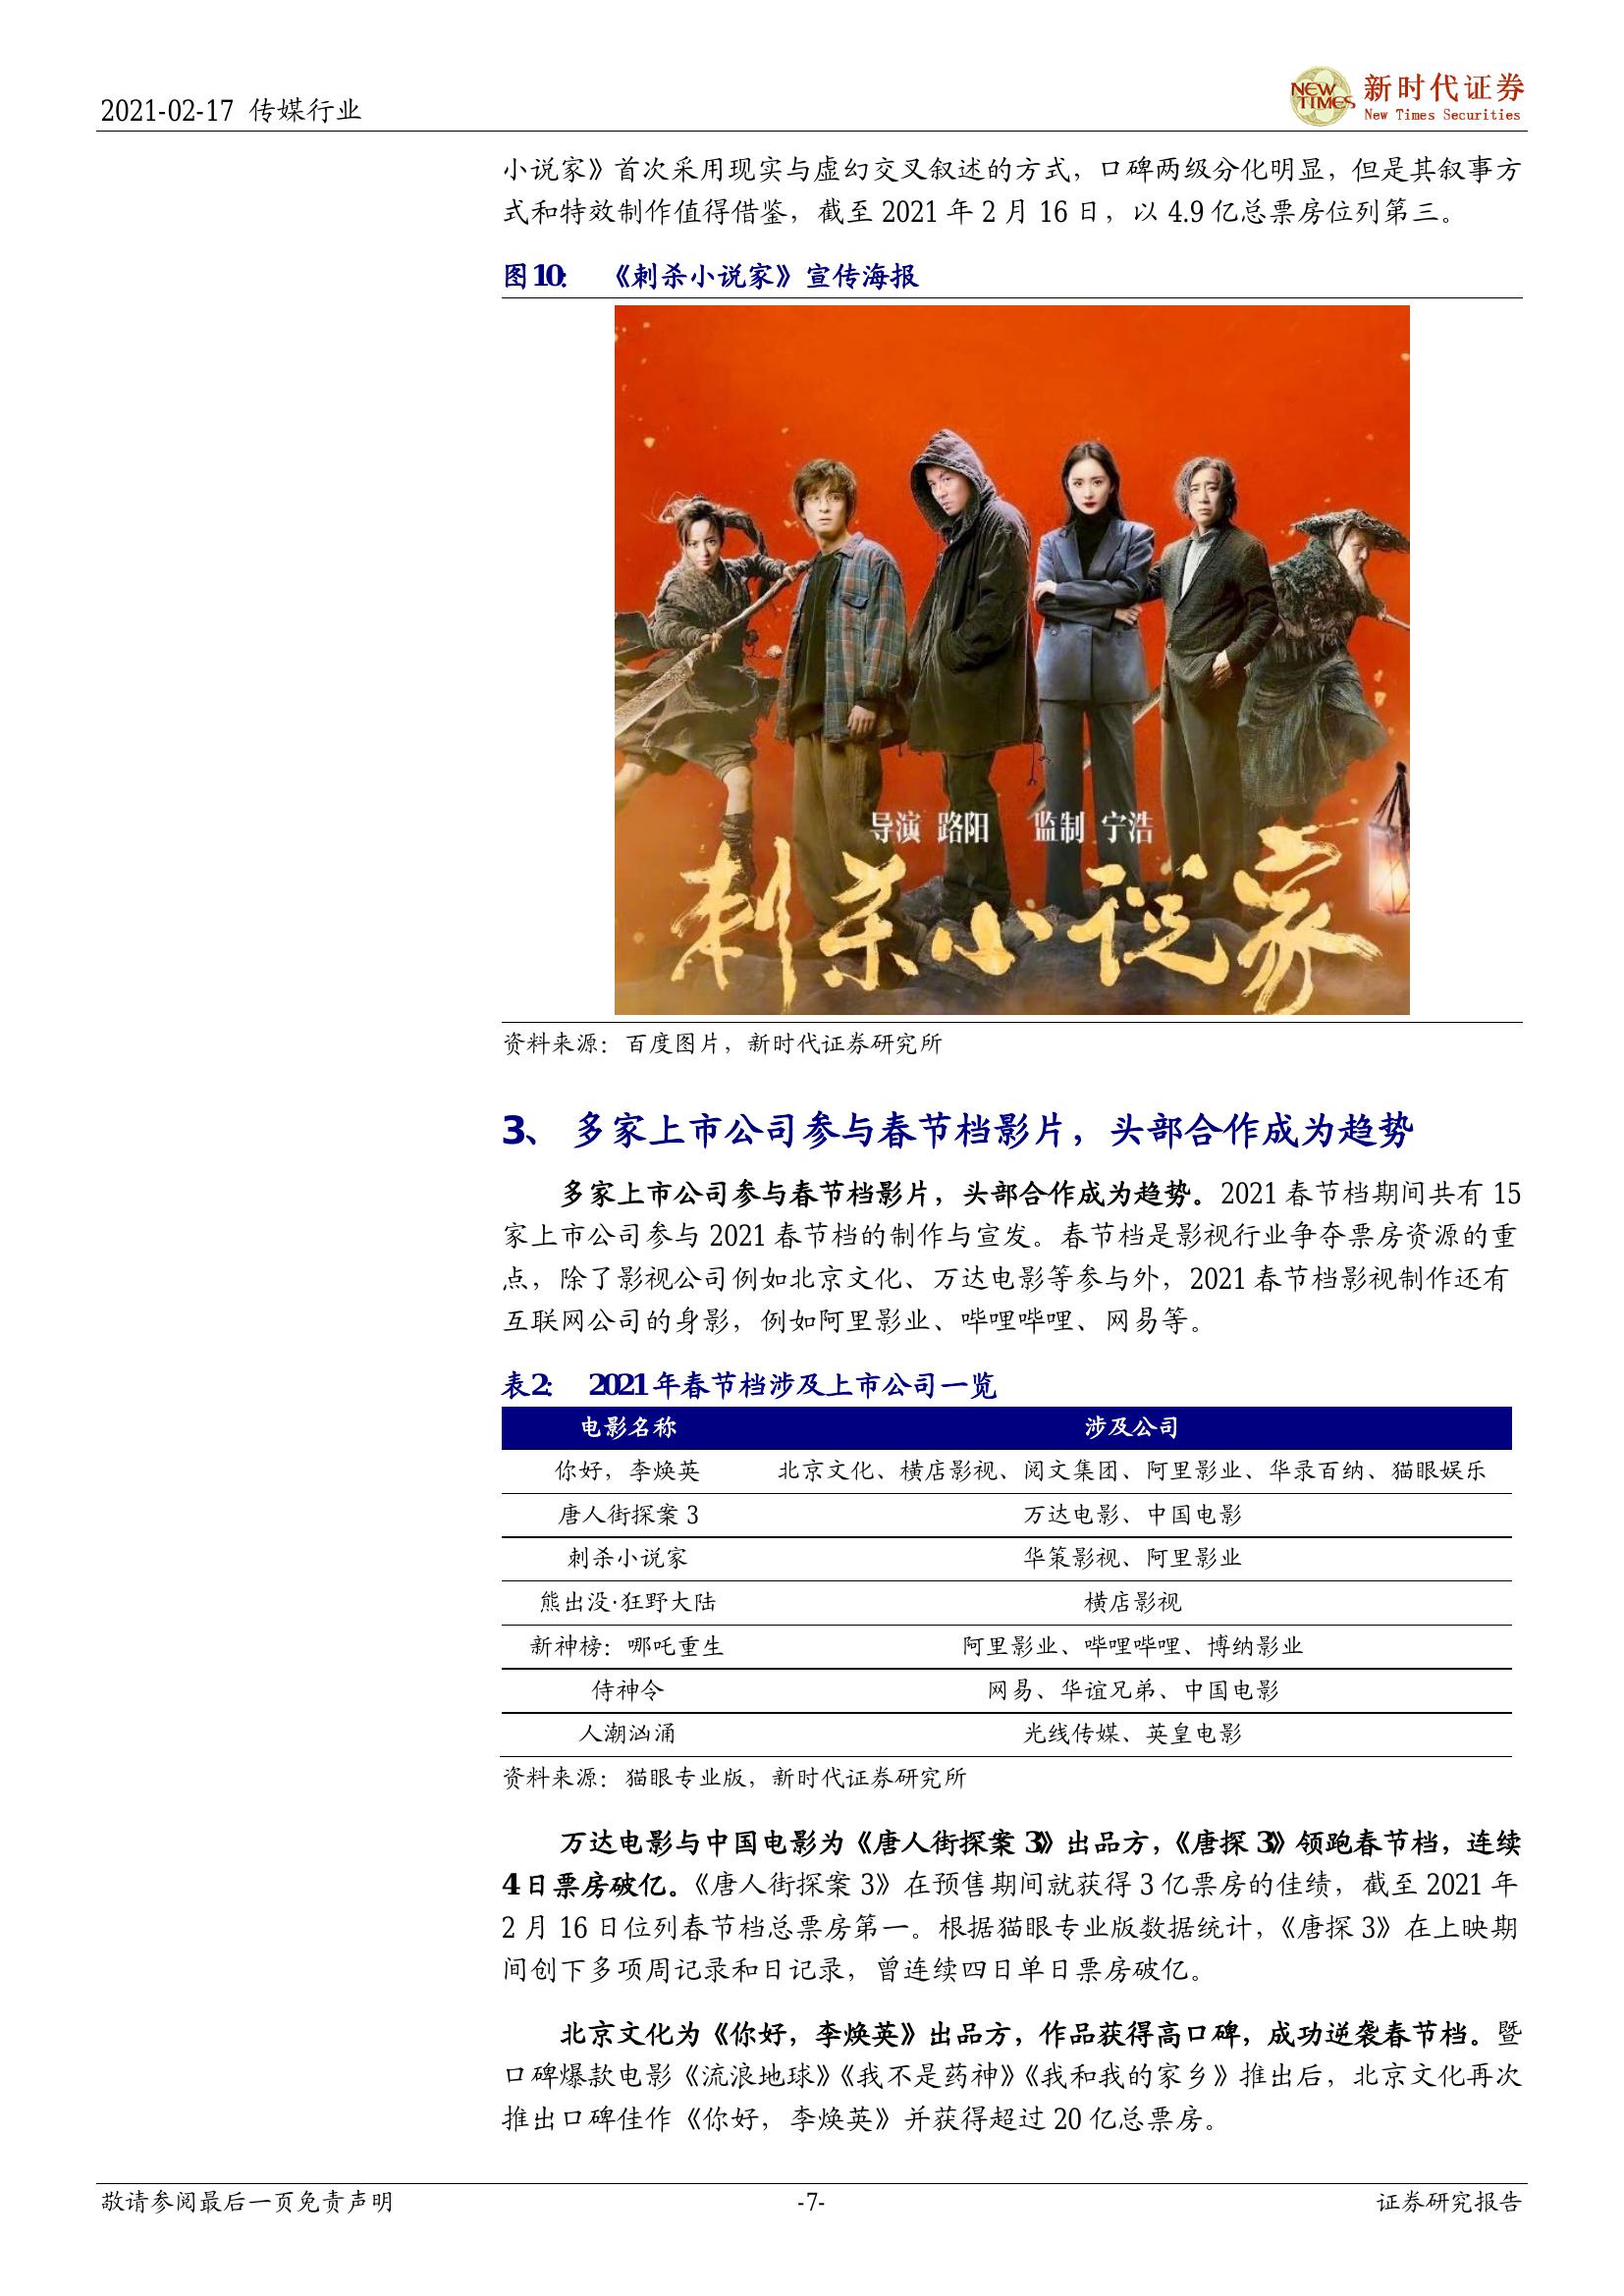 2021-02-17 传媒行业
NEW TIMES 新时代证券
New Times Securities
小说家》首次采用现实与虚幻交叉叙述的方式，口碑两级分化明显，但是其叙事方
式和特效制作值得借鉴，截至 2021 年 2 月 16 日，以 4.9 亿总票房位列第三。
图10： 《刺杀小说家》宣传海报
导演 路阳 监制 宁浩
刺杀小说家
资料来源：百度图片，新时代证券研究所
3、 多家上市公司参与春节档影片，头部合作成为趋势
多家上市公司参与春节档影片，头部合作成为趋势。2021 春节档期间共有 15
家上市公司参与 2021 春节档的制作与宣发。春节档是影视行业争夺票房资源的重
点，除了影视公司例如北京文化、万达电影等参与外，2021 春节档影视制作还有
互联网公司的身影，例如阿里影业、哔哩哔哩、网易等。
表2： 2021年春节档涉及上市公司一览
电影名称 涉及公司
你好，李焕英 北京文化、横店影视、阅文集团、阿里影业、华录百纳、猫眼娱乐
唐人街探案 3 万达电影、中国电影
刺杀小说家 华策影视、阿里影业
熊出没·狂野大陆 横店影视
新神榜：哪吒重生 阿里影业、哔哩哔哩、博纳影业
侍神令 网易、华谊兄弟、中国电影
人潮汹涌 光线传媒、英皇电影
资料来源：猫眼专业版，新时代证券研究所
万达电影与中国电影为《唐人街探案 3》出品方，《唐探 3》领跑春节档，连续
4日票房破亿。《唐人街探案 3》在预售期间就获得 3 亿票房的佳绩，截至 2021 年
2 月 16 日位列春节档总票房第一。根据猫眼专业版数据统计，《唐探 3》在上映期
间创下多项周记录和日记录，曾连续四日单日票房破亿。
北京文化为《你好，李焕英》出品方，作品获得高口碑，成功逆袭春节档。暨
口碑爆款电影《流浪地球》《我不是药神》《我和我的家乡》推出后，北京文化再次
推出口碑佳作《你好，李焕英》并获得超过 20 亿总票房。
敬请参阅最后一页免责声明 -7- 证券研究报告